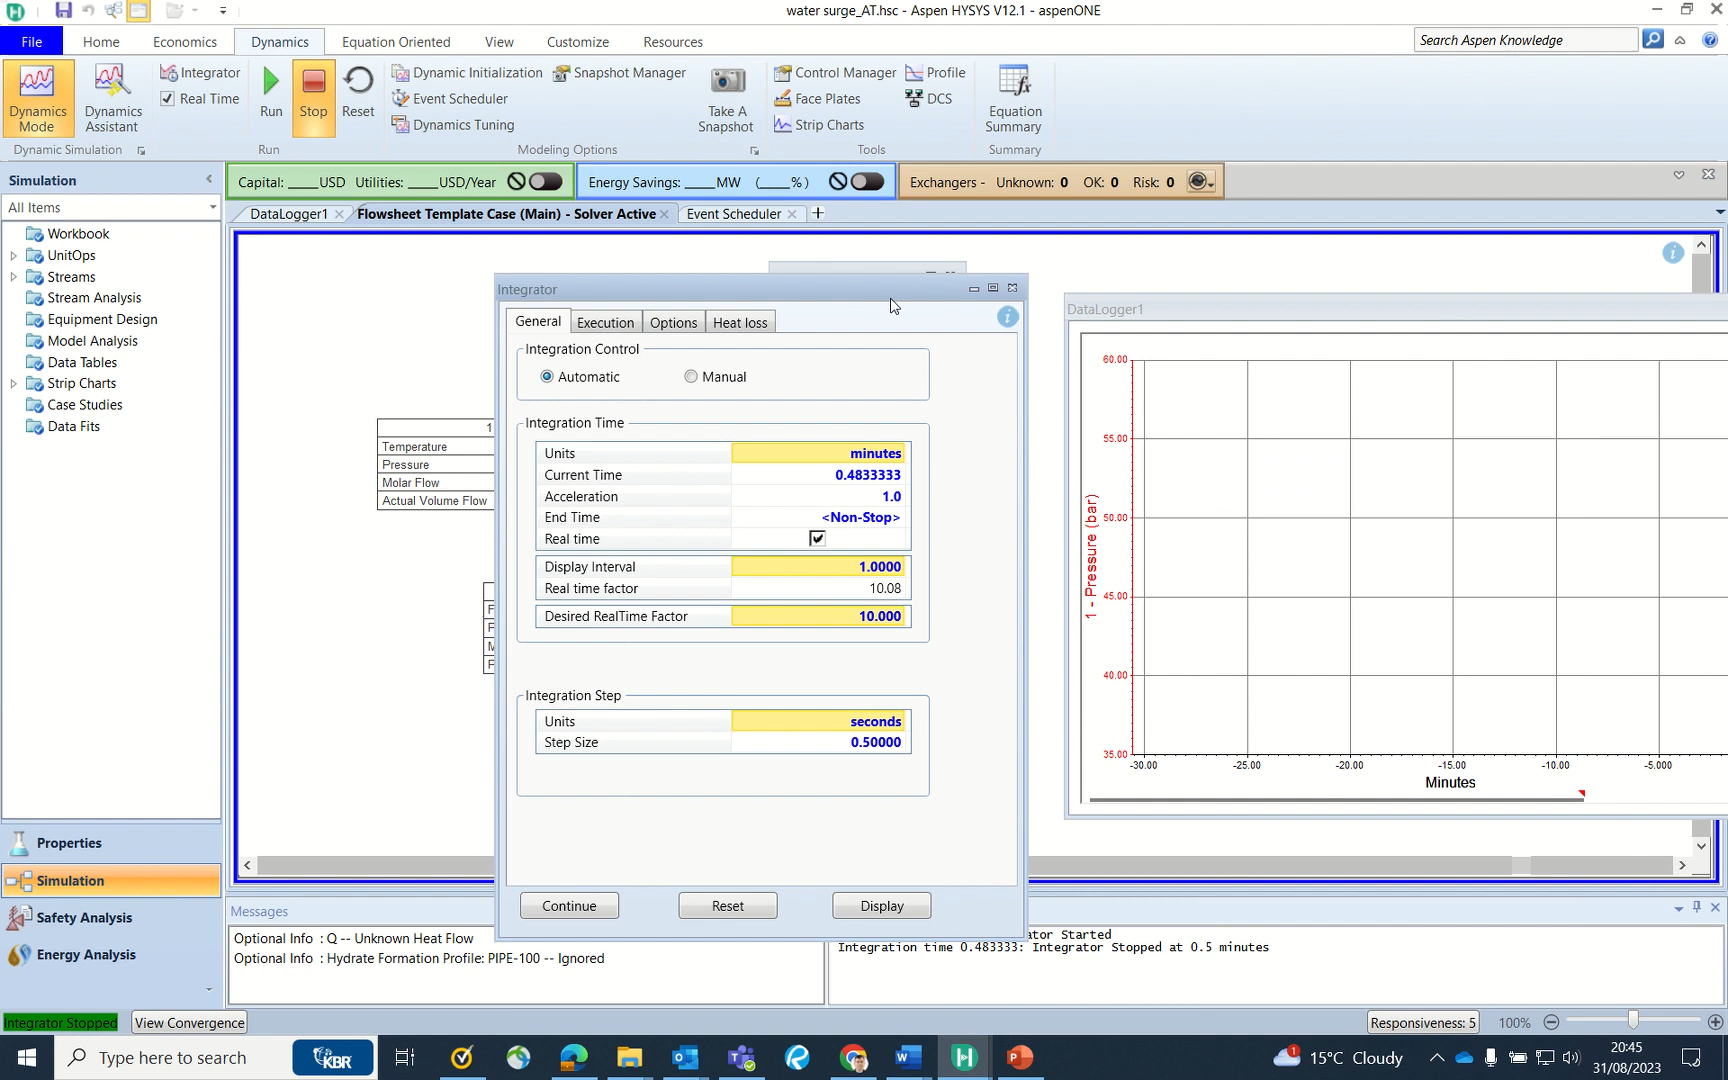 water surge_AT.hsc - Aspen HYSYS V12.1 - aspenONE
File Home Economics Dynamics Equation Oriented View Customize Resources
Search Aspen Knowledge
Dynamics Mode
Dynamics Assistant
Integrator
Real Time
Dynamic Simulation
Run
Stop
Reset
Run
Dynamic Initialization
Snapshot Manager
Event Scheduler
Dynamics Tuning
Take A Snapshot
Modeling Options
Control Manager
Profile
Face Plates
DCS
Strip Charts
Tools
Equation Summary
Summary
Simulation
All Items
Workbook
UnitOps
Streams
Stream Analysis
Equipment Design
Model Analysis
Data Tables
Strip Charts
Case Studies
Data Fits
Properties
Simulation
Safety Analysis
Energy Analysis
Capital: ____USD Utilities: ____USD/Year
Energy Savings: ____MW (____%)
Exchangers - Unknown: 0 OK: 0 Risk: 0
DataLogger1
Flowsheet Template Case (Main) - Solver Active
Event Scheduler
1
Temperature
Pressure
Molar Flow
Actual Volume Flow
Integrator
General Execution Options Heat loss
Integration Control
Automatic
Manual
Integration Time
Units minutes
Current Time 0.4833333
Acceleration 1.0
End Time <Non-Stop>
Real time
Display Interval 1.0000
Real time factor 10.08
Desired RealTime Factor 10.000
Integration Step
Units seconds
Step Size 0.50000
Continue Reset Display
DataLogger1
1 - Pressure (bar)
60.00
55.00
50.00
45.00
40.00
35.00
-30.00 -25.00 -20.00 -15.00 -10.00 -5.000
Minutes
Messages
Optional Info : Q -- Unknown Heat Flow
Optional Info : Hydrate Formation Profile: PIPE-100 -- Ignored
ator Started
Integration time 0.483333: Integrator Stopped at 0.5 minutes
Integrator Stopped
View Convergence
Responsiveness: 5
100%
Type here to search
KBR
15°C Cloudy
20:45
31/08/2023